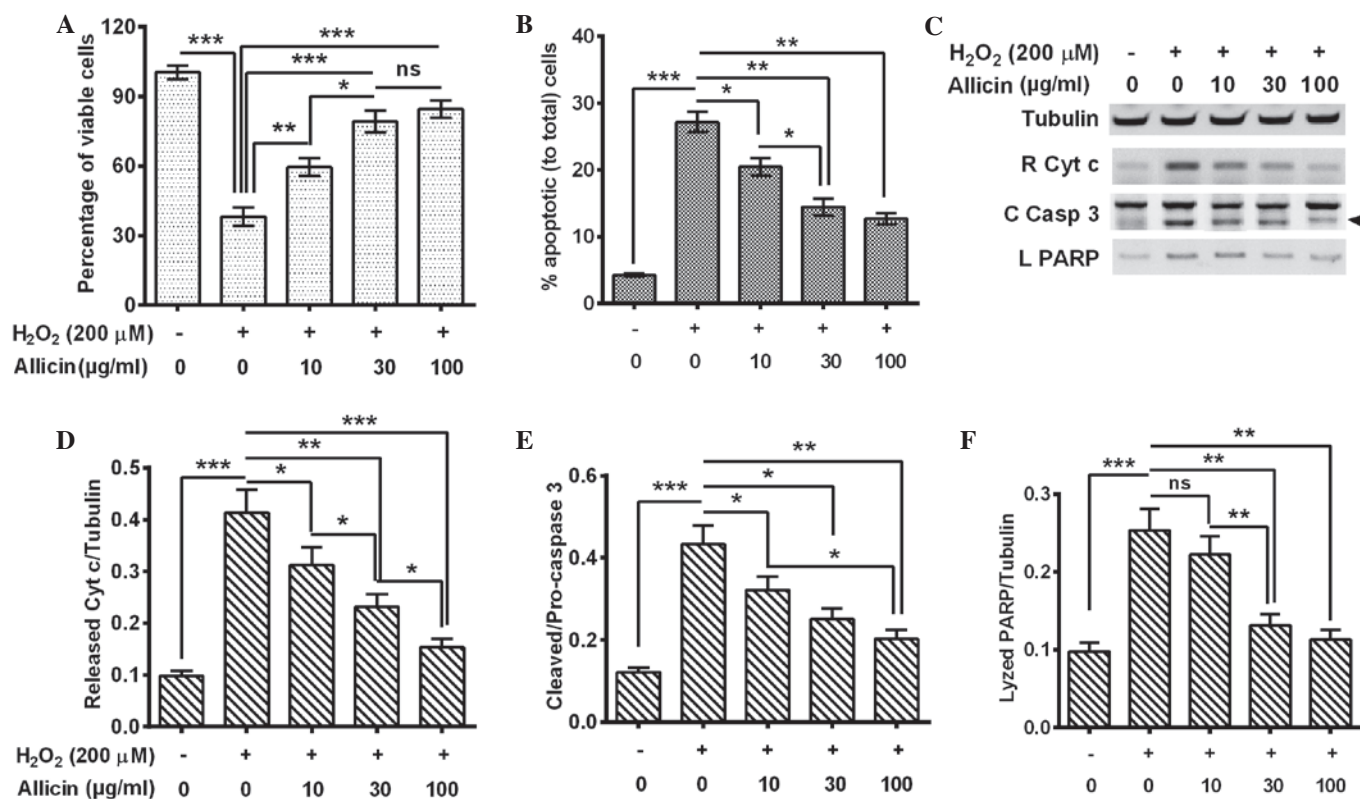 A
Percentage of viable cells
120
90
60
30
0
***
***
***
ns
*
**
H₂O₂ (200 µM) - + + + +
Allicin (µg/ml) 0 0 10 30 100
B
% apoptotic (to total) cells
40
30
20
10
0
**
**
***
*
*
- + + + +
0 0 10 30 100
C
H₂O₂ (200 µM) - + + + +
Allicin (µg/ml) 0 0 10 30 100
Tubulin
R Cyt c
C Casp 3
L PARP
D
Released Cyt c/Tubulin
0.5
0.4
0.3
0.2
0.1
0.0
***
**
***
*
*
*
H₂O₂ (200 µM) - + + + +
Allicin (µg/ml) 0 0 10 30 100
E
Cleaved/Pro-caspase 3
0.6
0.4
0.2
0.0
**
*
***
*
*
- + + + +
0 0 10 30 100
F
Lyzed PARP/Tubulin
0.3
0.2
0.1
0.0
**
**
***
ns
**
- + + + +
0 0 10 30 100